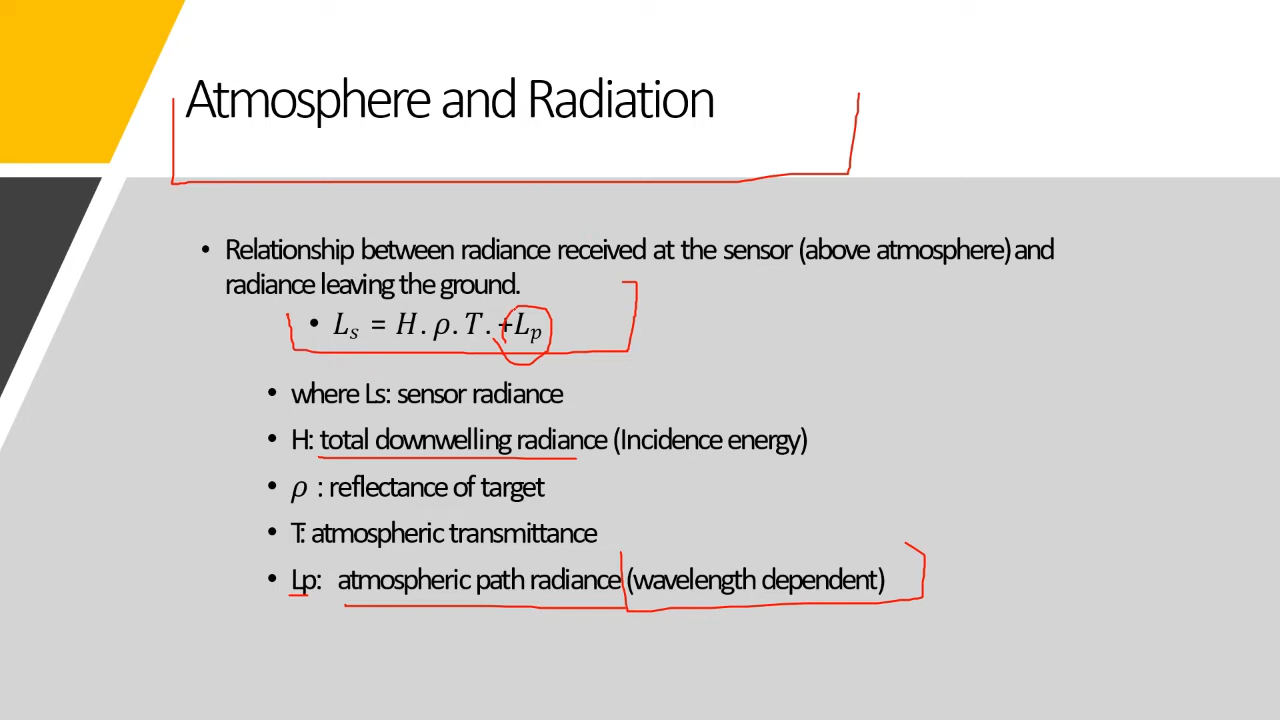 Atmosphere and Radiation
• Relationship between radiance received at the sensor (above atmosphere) and
radiance leaving the ground.
• Lₛ = H . ρ . T . +Lₚ
• where Ls: sensor radiance
• H: total downwelling radiance (Incidence energy)
• ρ : reflectance of target
• T: atmospheric transmittance
• Lp: atmospheric path radiance (wavelength dependent)